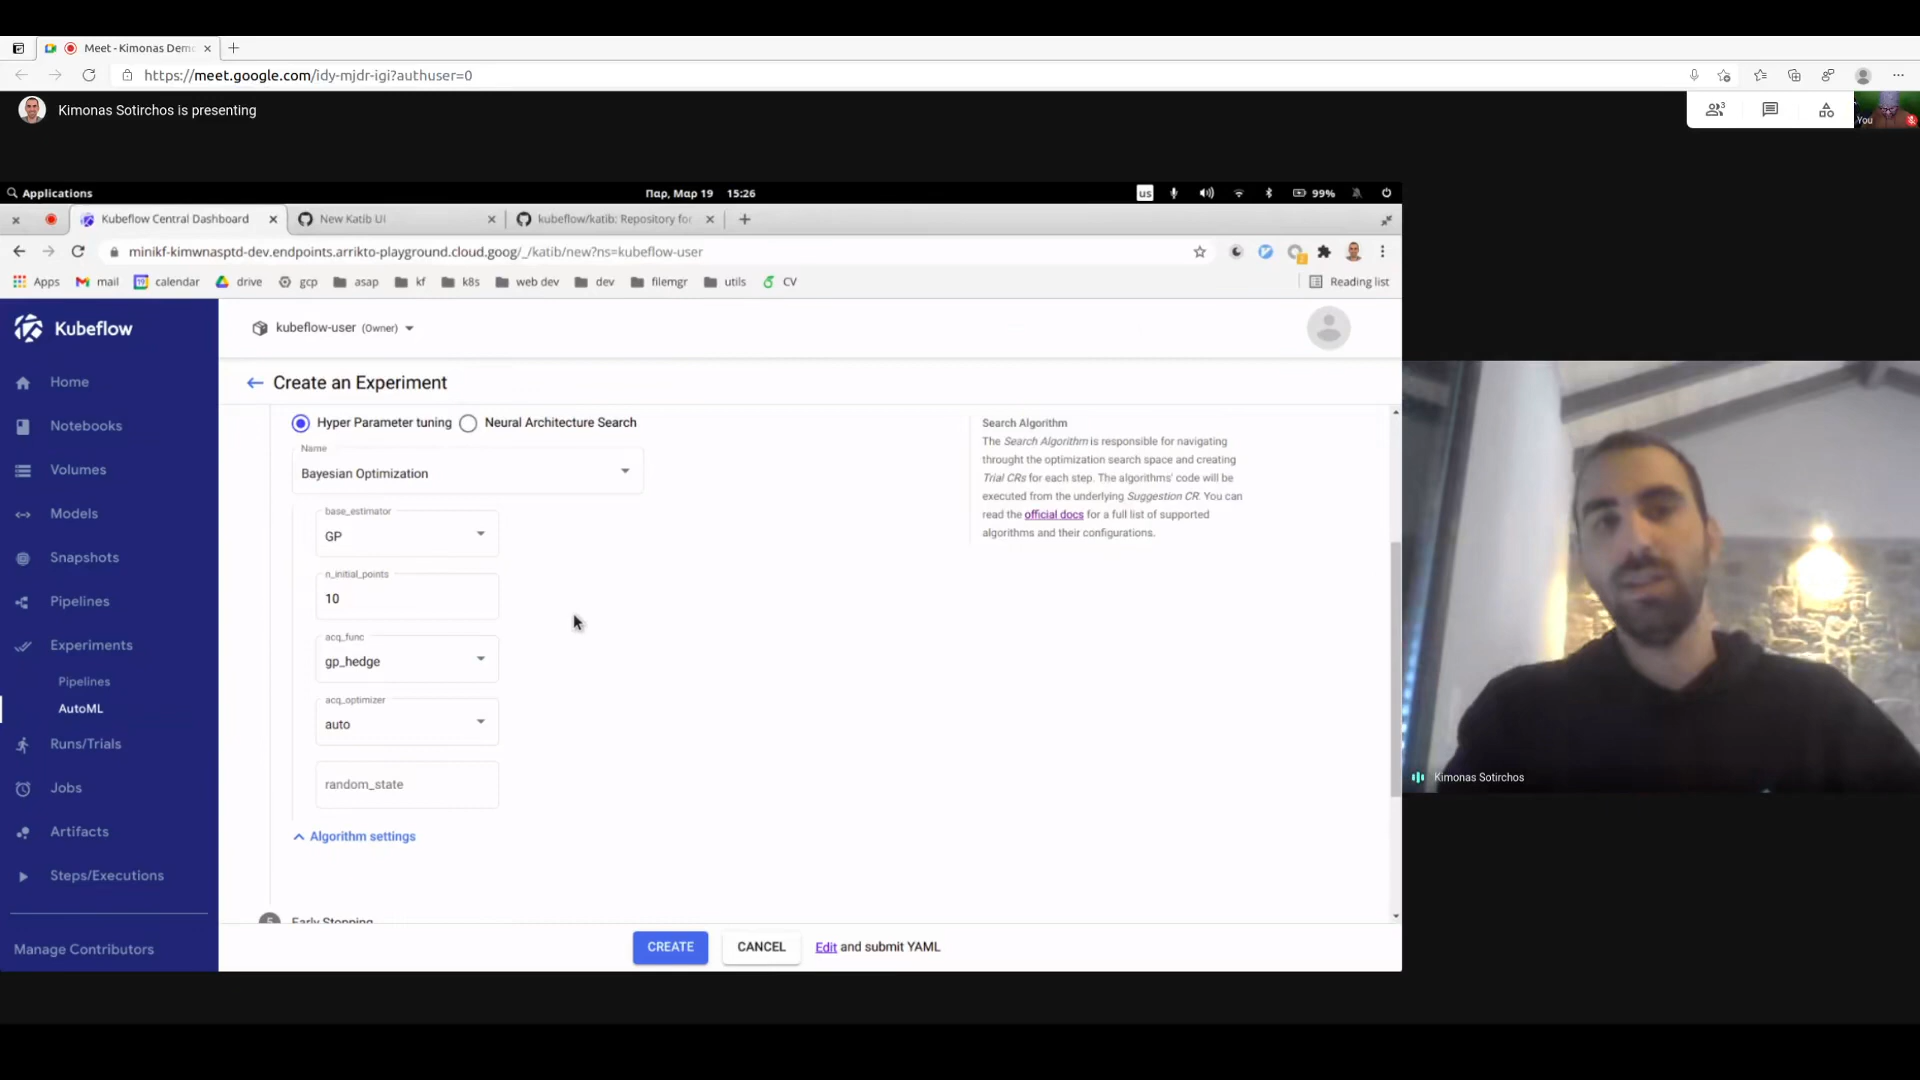 Meet - Kimonas Dem
https://meet.google.com/idy-mjdr-igi?authuser=0
Kimonas Sotirchos is presenting
3
You
Applications
Παρ, Μαρ 19 15:26
us
99%
Kubeflow Central Dashboard
New Katib UI
kubeflow/katib: Repository for
minikf-kimwnasptd-dev.endpoints.arrikto-playground.cloud.goog/_/katib/new?ns=kubeflow-user
Apps
mail
calendar
drive
gcp
asap
kf
k8s
web dev
dev
filemgr
utils
CV
Reading list
Kubeflow
kubeflow-user (Owner)
Home
Notebooks
Volumes
Models
Snapshots
Pipelines
Experiments
Pipelines
AutoML
Runs/Trials
Jobs
Artifacts
Steps/Executions
Manage Contributors
Create an Experiment
Hyper Parameter tuning
Neural Architecture Search
Name
Bayesian Optimization
base_estimator
GP
n_initial_points
10
acq_func
gp_hedge
acq_optimizer
auto
random_state
Algorithm settings
5 Early Stopping
Search Algorithm
The Search Algorithm is responsible for navigating
throught the optimization search space and creating
Trial CRs for each step. The algorithms' code will be
executed from the underlying Suggestion CR. You can
read the official docs for a full list of supported
algorithms and their configurations.
CREATE
CANCEL
Edit and submit YAML
Kimonas Sotirchos